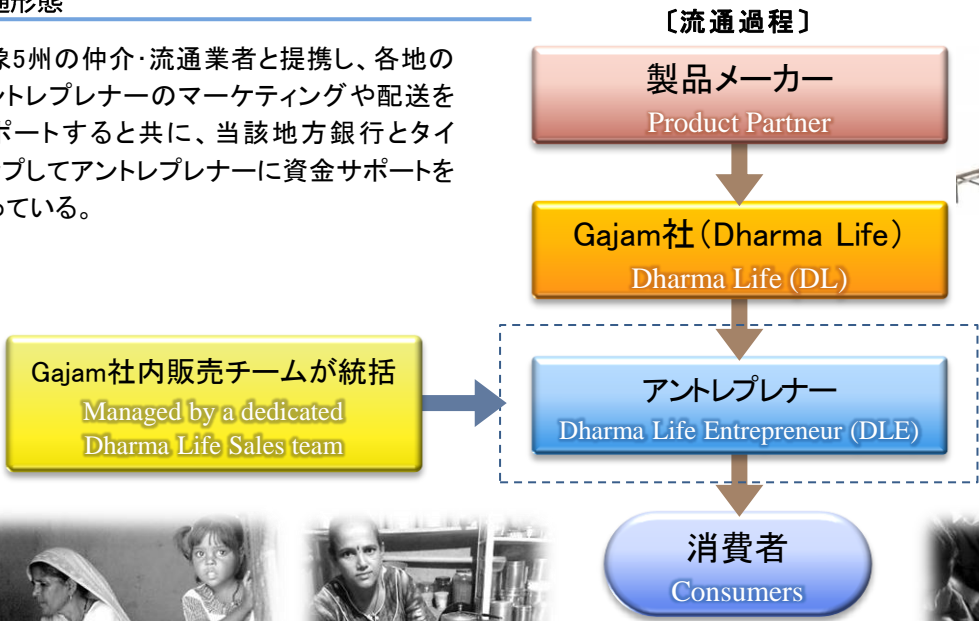 通形態
象5州の仲介・流通業者と提携し、各地の
ントレプレナーのマーケティングや配送を
ポートすると共に、当該地方銀行とタイ
プしてアントレプレナーに資金サポートを
っている。
〔流通過程〕
製品メーカー
Product Partner
Gajam社（Dharma Life）
Dharma Life (DL)
Gajam社内販売チームが統括
Managed by a dedicated
Dharma Life Sales team
アントレプレナー
Dharma Life Entrepreneur (DLE)
消費者
Consumers